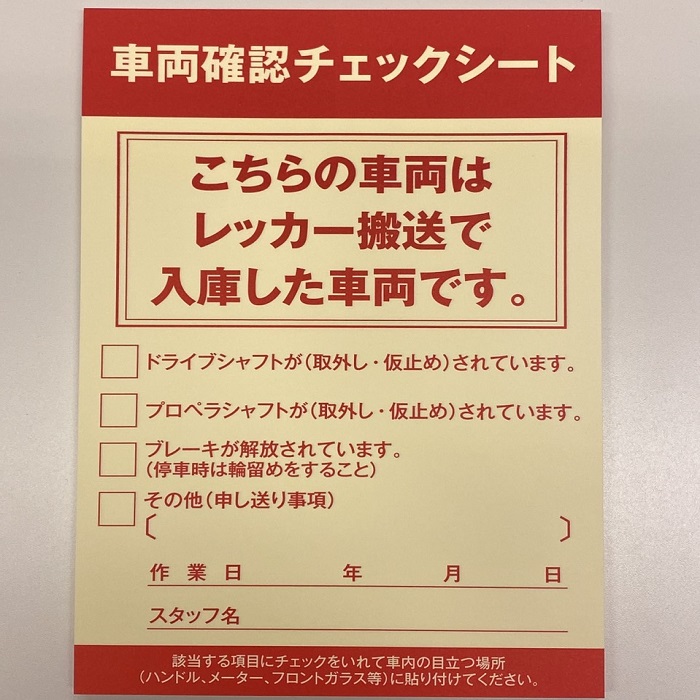 車両確認チェックシート
こちらの車両は
レッカー搬送で
入庫した車両です。
ドライブシャフトが(取外し・仮止め)されています。
プロペラシャフトが(取外し・仮止め)されています。
ブレーキが解放されています。
(停車時は輪留めをすること)
その他(申し送り事項)
〔 〕
作業日 年 月 日
スタッフ名
該当する項目にチェックをいれて車内の目立つ場所
(ハンドル、メーター、フロントガラス等)に貼り付けてください。